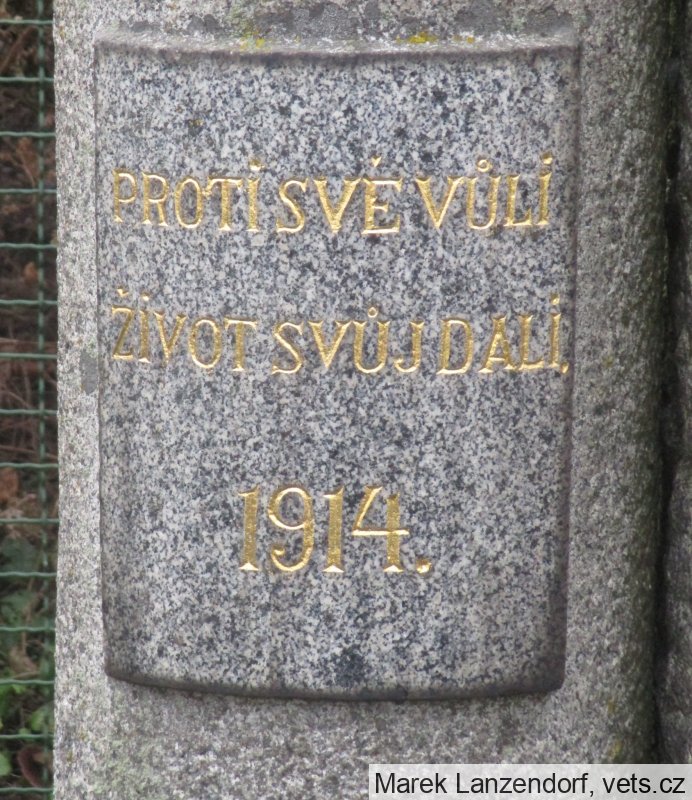 PROTI SVÉ VŮLI
ŽIVOT SVŮJ DALI.
1914.
Marek Lanzendorf, vets.cz